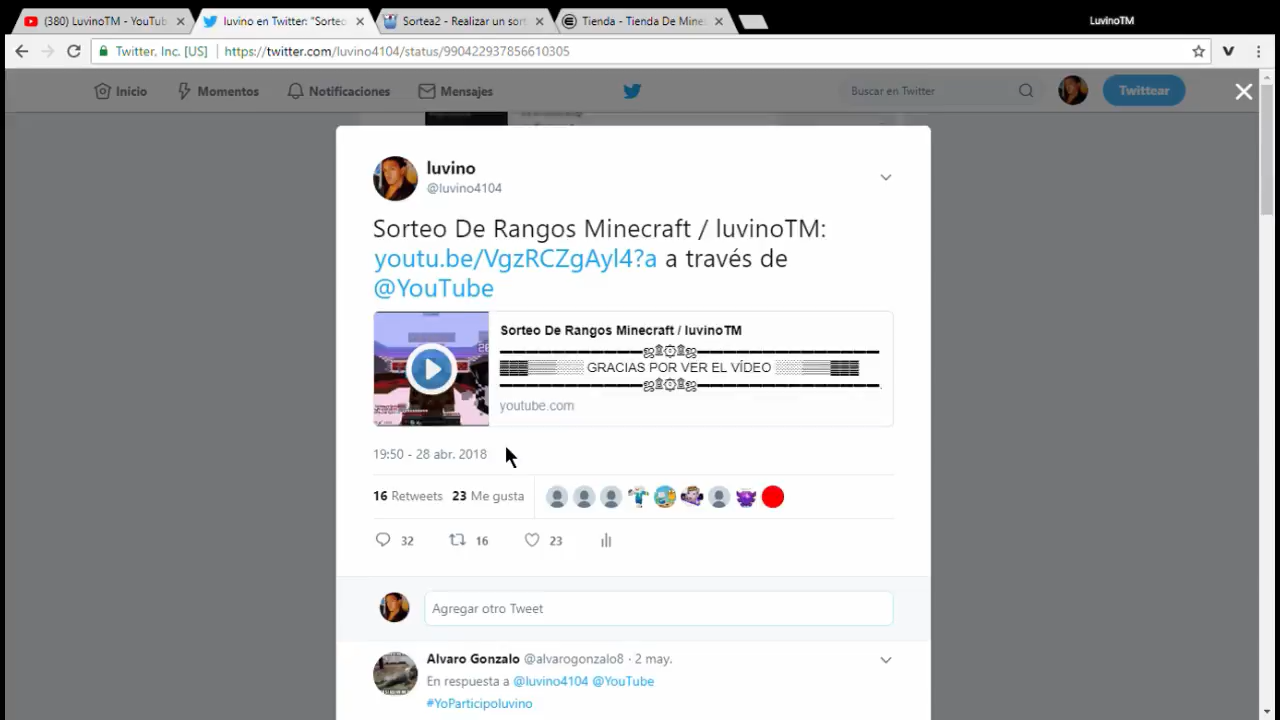 (380) LuvinoTM - YouTub
luvino en Twitter: "Sorteo
Sortea2 - Realizar un sort
Tienda - Tienda De Mine
LuvinoTM
Twitter, Inc. [US] https://twitter.com/luvino4104/status/990422937856610305
Inicio
Momentos
Notificaciones
Mensajes
Buscar en Twitter
Twittear
luvino
@luvino4104
Sorteo De Rangos Minecraft / luvinoTM:
youtu.be/VgzRCZgAyl4?a a través de
@YouTube
Sorteo De Rangos Minecraft / luvinoTM
GRACIAS POR VER EL VÍDEO
youtube.com
19:50 - 28 abr. 2018
16 Retweets 23 Me gusta
32 16 23
Agregar otro Tweet
Alvaro Gonzalo @alvarogonzalo8 · 2 may.
En respuesta a @luvino4104 @YouTube
#YoParticipoluvino